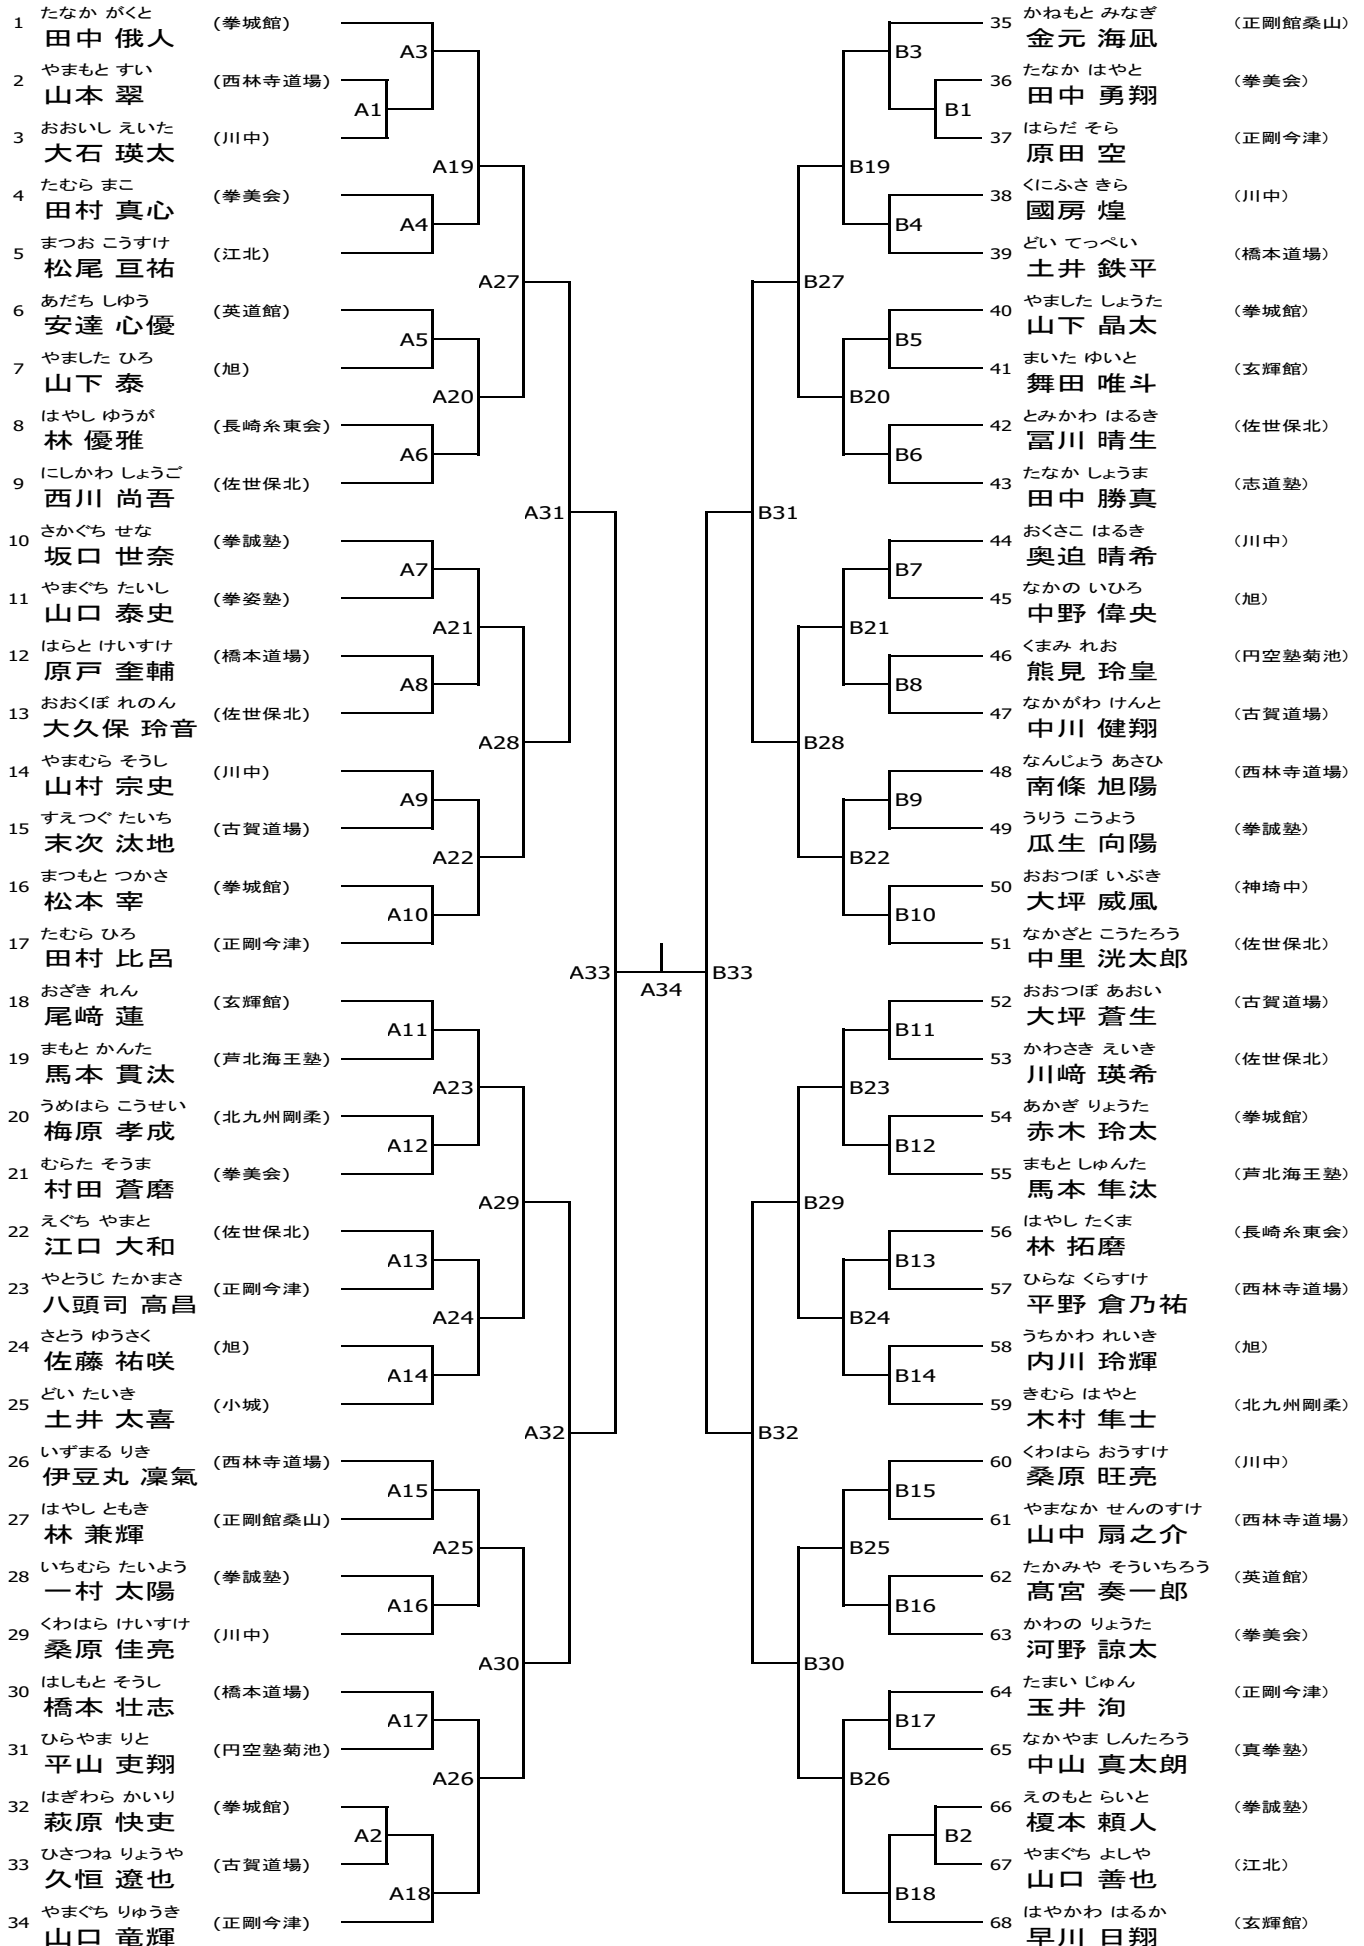 たなか がくと
1 田中 俄人 (拳城館)
やまもと すい
2 山本 翠 (西林寺道場)
おおいし えいた
3 大石 瑛太 (川中)
たむら まこ
4 田村 真心 (拳美会)
まつお こうすけ
5 松尾 亘祐 (江北)
あだち しゆう
6 安達 心優 (英道館)
やました ひろ
7 山下 泰 (旭)
はやし ゆうが
8 林 優雅 (長崎糸東会)
にしかわ しょうご
9 西川 尚吾 (佐世保北)
さかぐち せな
10 坂口 世奈 (拳誠塾)
やまぐち たいし
11 山口 泰史 (拳姿塾)
はらと けいすけ
12 原戸 奎輔 (橋本道場)
おおくぼ れのん
13 大久保 玲音 (佐世保北)
やまむら そうし
14 山村 宗史 (川中)
すえつぐ たいち
15 末次 汰地 (古賀道場)
まつもと つかさ
16 松本 宰 (拳城館)
たむら ひろ
17 田村 比呂 (正剛今津)
おざき れん
18 尾﨑 蓮 (玄輝館)
まもと かんた
19 馬本 貫汰 (芦北海王塾)
うめはら こうせい
20 梅原 孝成 (北九州剛柔)
むらた そうま
21 村田 蒼磨 (拳美会)
えぐち やまと
22 江口 大和 (佐世保北)
やとうじ たかまさ
23 八頭司 高昌 (正剛今津)
さとう ゆうさく
24 佐藤 祐咲 (旭)
どい たいき
25 土井 太喜 (小城)
いずまる りき
26 伊豆丸 凜氣 (西林寺道場)
はやし ともき
27 林 兼輝 (正剛館桑山)
いちむら たいよう
28 一村 太陽 (拳誠塾)
くわはら けいすけ
29 桑原 佳亮 (川中)
はしもと そうし
30 橋本 壮志 (橋本道場)
ひらやま りと
31 平山 吏翔 (円空塾菊池)
はぎわら かいり
32 萩原 快吏 (拳城館)
ひさつね りょうや
33 久恒 遼也 (古賀道場)
やまぐち りゅうき
34 山口 竜輝 (正剛今津)
A3
A1
A19
A4
A27
A5
A20
A6
A31
A7
A21
A8
A28
A9
A22
A10
A33
A11
A23
A12
A29
A13
A24
A14
A32
A15
A25
A16
A30
A17
A26
A2
A18
A34
B3
B1
B19
B4
B27
B5
B20
B6
B31
B7
B21
B8
B28
B9
B22
B10
B33
B11
B23
B12
B29
B13
B24
B14
B32
B15
B25
B16
B30
B17
B26
B2
B18
かねもと みなぎ
35 金元 海凪 (正剛館桑山)
たなか はやと
36 田中 勇翔 (拳美会)
はらだ そら
37 原田 空 (正剛今津)
くにふさ きら
38 國房 煌 (川中)
どい てっぺい
39 土井 鉄平 (橋本道場)
やました しょうた
40 山下 晶太 (拳城館)
まいた ゆいと
41 舞田 唯斗 (玄輝館)
とみかわ はるき
42 冨川 晴生 (佐世保北)
たなか しょうま
43 田中 勝真 (志道塾)
おくさこ はるき
44 奥迫 晴希 (川中)
なかの いひろ
45 中野 偉央 (旭)
くまみ れお
46 熊見 玲皇 (円空塾菊池)
なかがわ けんと
47 中川 健翔 (古賀道場)
なんじょう あさひ
48 南條 旭陽 (西林寺道場)
うりう こうよう
49 瓜生 向陽 (拳誠塾)
おおつぼ いぶき
50 大坪 威風 (神埼中)
なかざと こうたろう
51 中里 洸太郎 (佐世保北)
おおつぼ あおい
52 大坪 蒼生 (古賀道場)
かわさき えいき
53 川﨑 瑛希 (佐世保北)
あかぎ りょうた
54 赤木 玲太 (拳城館)
まもと しゅんた
55 馬本 隼汰 (芦北海王塾)
はやし たくま
56 林 拓磨 (長崎糸東会)
ひらな くらすけ
57 平野 倉乃祐 (西林寺道場)
うちかわ れいき
58 内川 玲輝 (旭)
きむら はやと
59 木村 隼士 (北九州剛柔)
くわはら おうすけ
60 桑原 旺亮 (川中)
やまなか せんのすけ
61 山中 扇之介 (西林寺道場)
たかみや そういちろう
62 髙宮 奏一郎 (英道館)
かわの りょうた
63 河野 諒太 (拳美会)
たまい じゅん
64 玉井 洵 (正剛今津)
なかやま しんたろう
65 中山 真太朗 (真拳塾)
えのもと らいと
66 榎本 頼人 (拳誠塾)
やまぐち よしや
67 山口 善也 (江北)
はやかわ はるか
68 早川 日翔 (玄輝館)